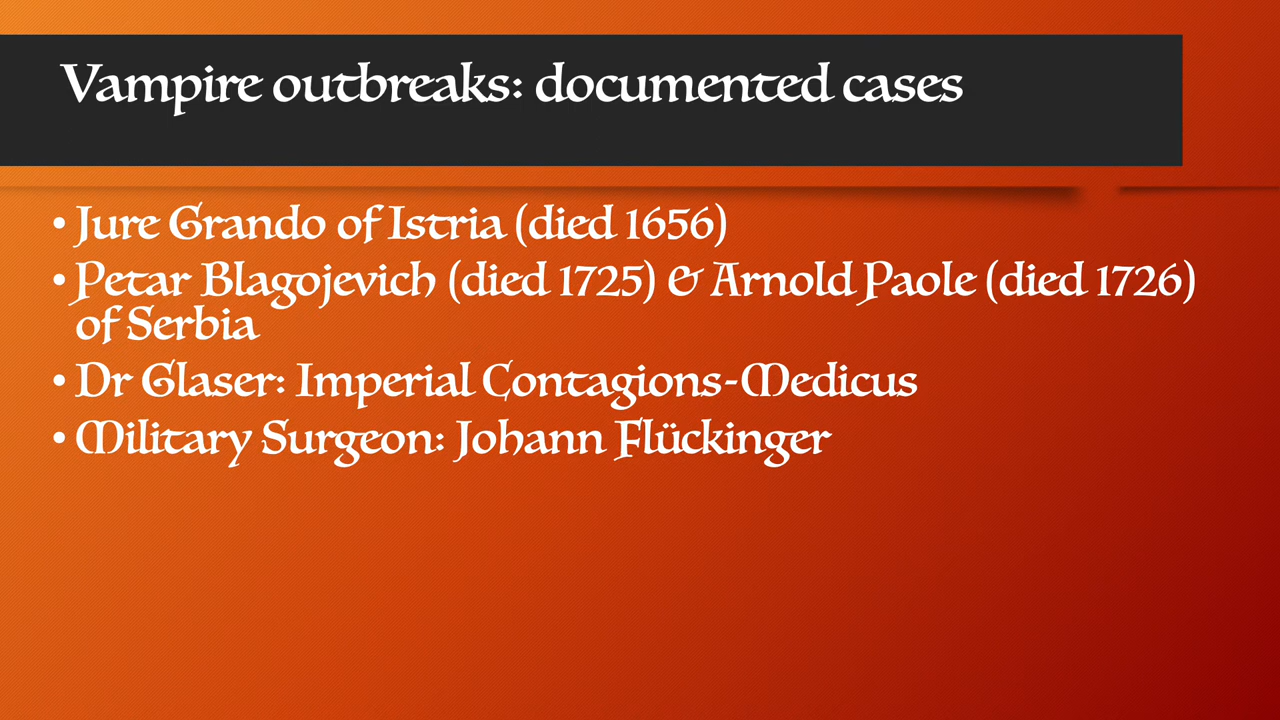 Vampire outbreaks: documented cases
• Jure Grando of Istria (died 1656)
• Petar Blagojevich (died 1725) & Arnold Paole (died 1726)
of Serbia
• Dr Glaser: Imperial Contagions-Medicus
• Military Surgeon: Johann Flückinger